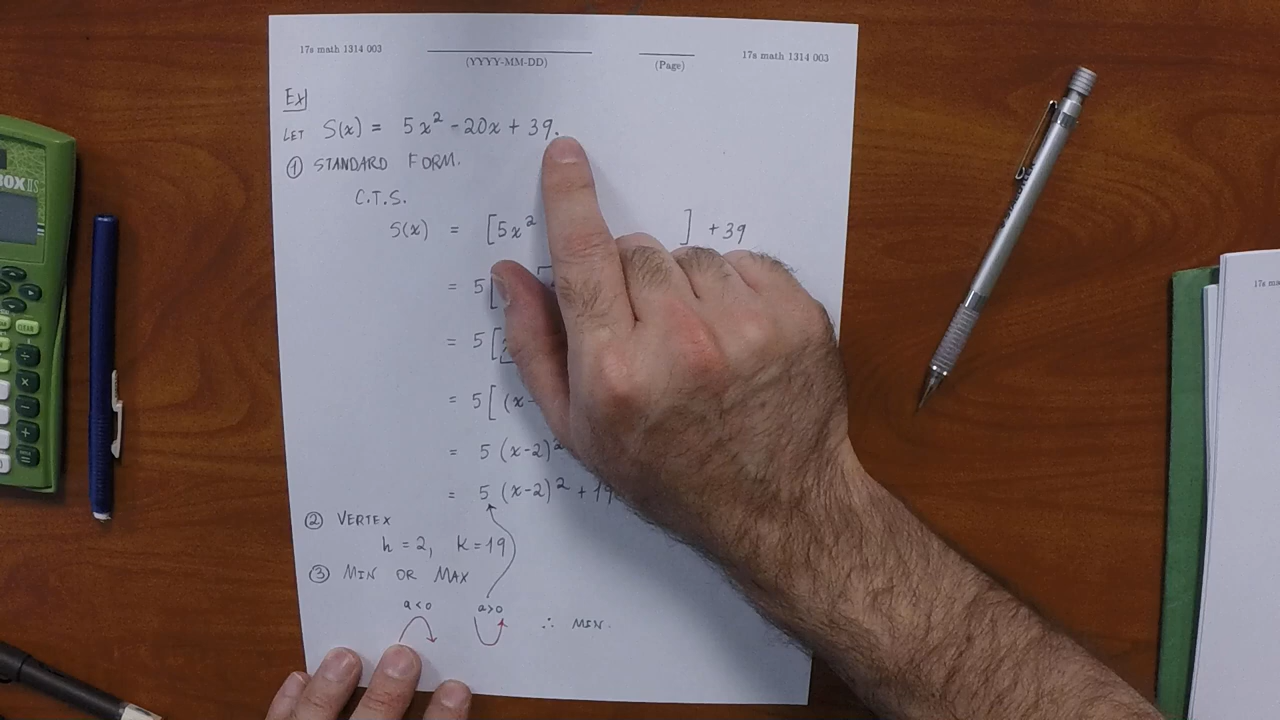 17s math 1314 003
(YYYY-MM-DD)
(Page)
17s math 1314 003
Ex
LET S(x) = 5x² - 20x + 39.
① STANDARD FORM.
C.T.S.
S(x) = [5x² ] + 39
= 5[
= 5[
= 5[(x-
= 5(x-2)²
= 5(x-2)² + 19
② VERTEX
h = 2, k = 19
③ MIN OR MAX
a<0 a>0
∴ MIN.
17s